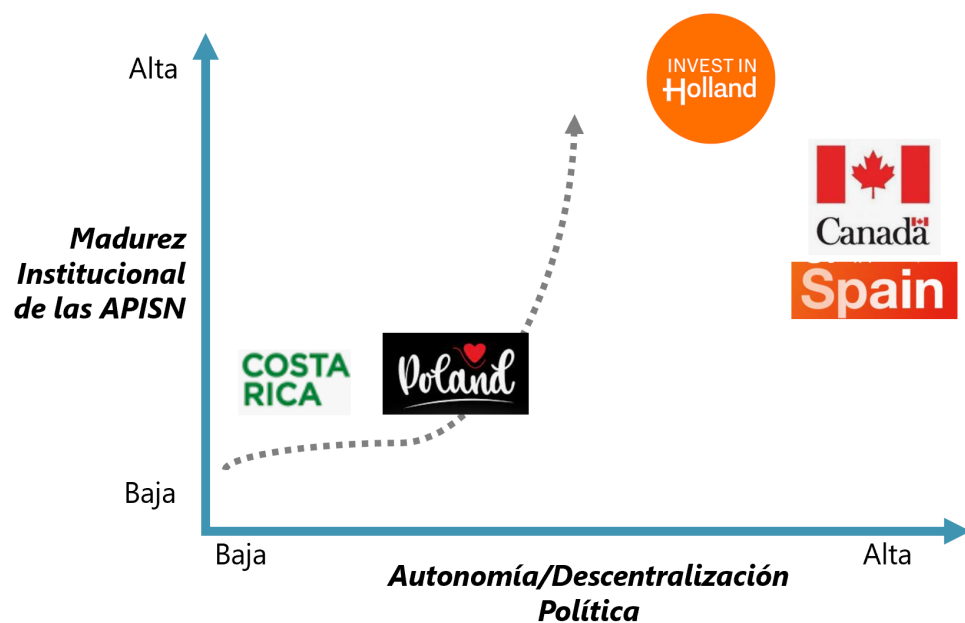 Alta
INVEST IN
Holland
Canada
Spain
Madurez
Institucional
de las APISN
COSTA
RICA
Poland
Baja
Baja
Alta
Autonomía/Descentralización
Política